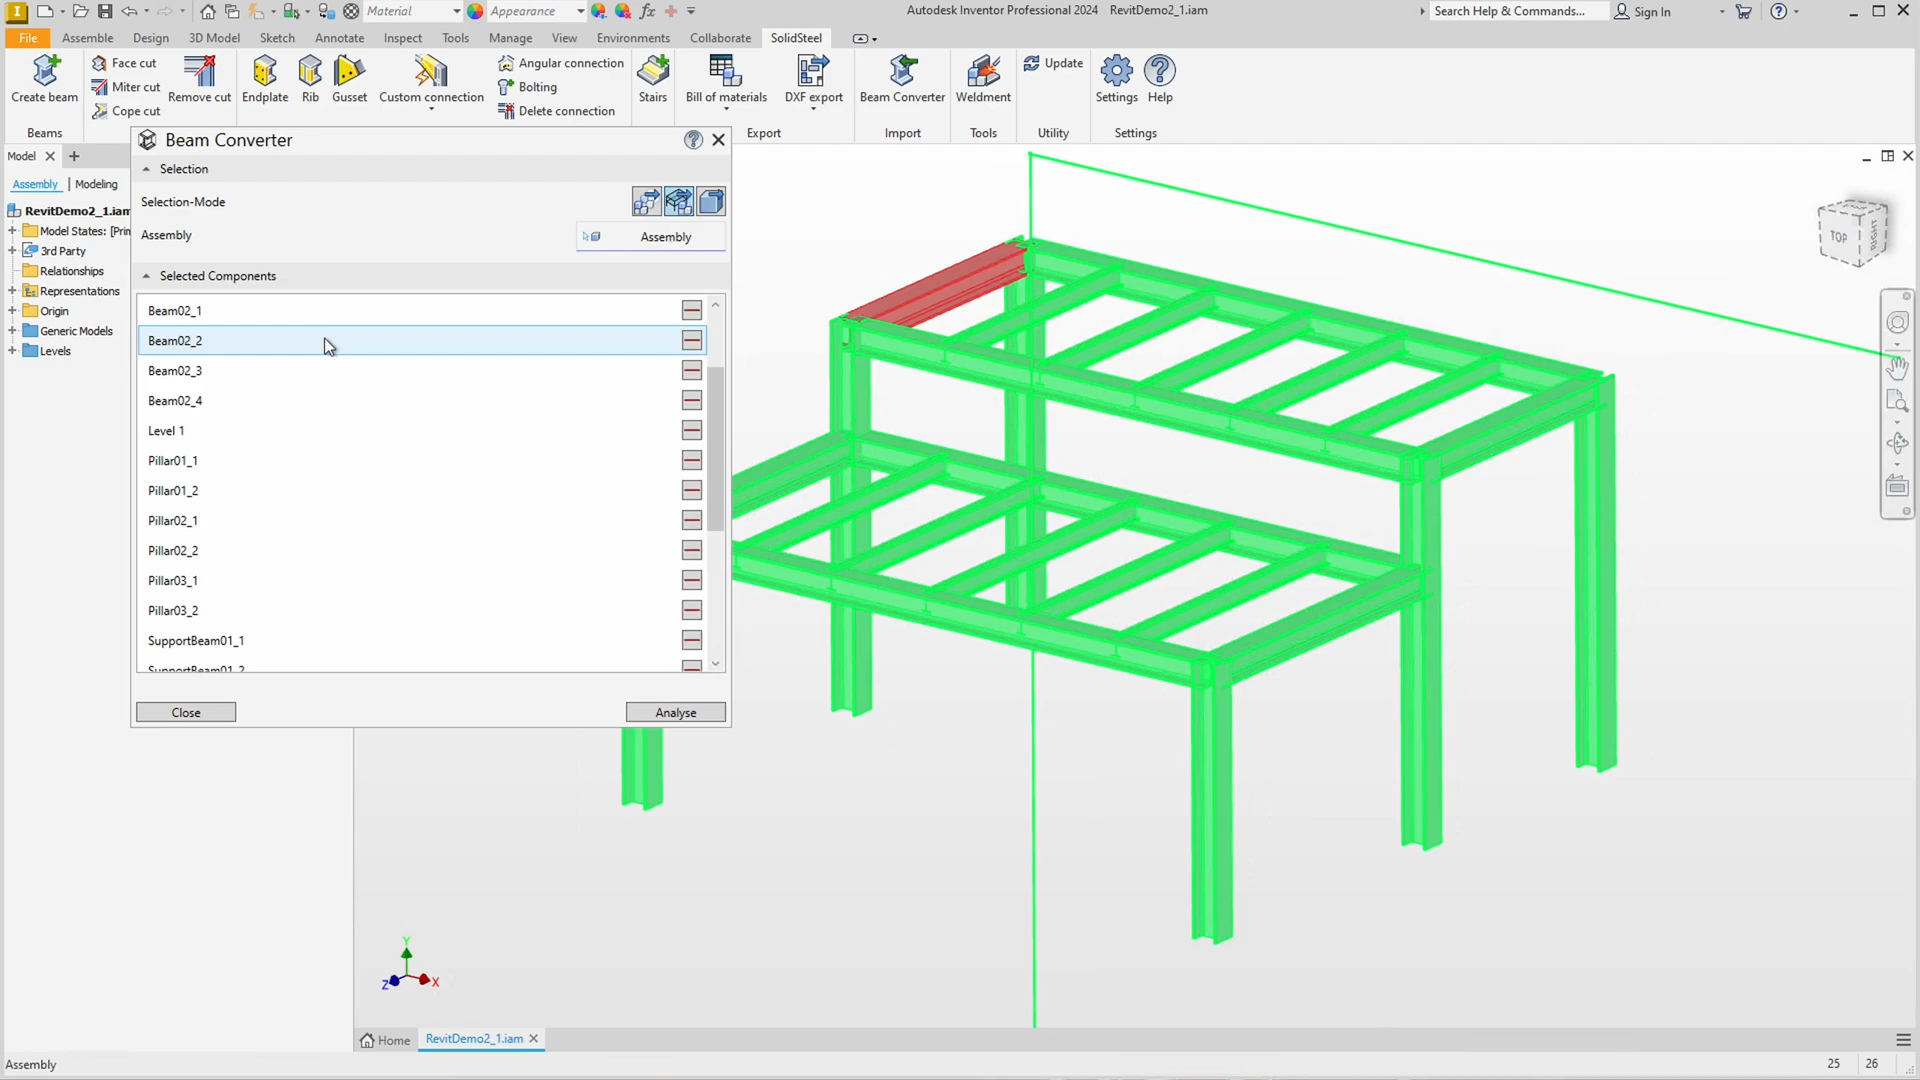 Material
Appearance
Autodesk Inventor Professional 2024 RevitDemo2_1.iam
Search Help & Commands...
Sign In
File Assemble Design 3D Model Sketch Annotate Inspect Tools Manage View Environments Collaborate SolidSteel
Create beam
Face cut
Miter cut
Cope cut
Remove cut
Endplate
Rib
Gusset
Custom connection
Angular connection
Bolting
Delete connection
Stairs
Bill of materials
DXF export
Beam Converter
Weldment
Update
Settings
Help
Beams
Export
Import
Tools
Utility
Settings
Model
Assembly Modeling
RevitDemo2_1.iam
Model States: [Prin
3rd Party
Relationships
Representations
Origin
Generic Models
Levels
Beam Converter
Selection
Selection-Mode
Assembly
Assembly
Selected Components
Beam02_1
Beam02_2
Beam02_3
Beam02_4
Level 1
Pillar01_1
Pillar01_2
Pillar02_1
Pillar02_2
Pillar03_1
Pillar03_2
SupportBeam01_1
SupportBeam01_2
Close
Analyse
TOP
RIGHT
Y
Z
X
Home
RevitDemo2_1.iam
Assembly
25 26